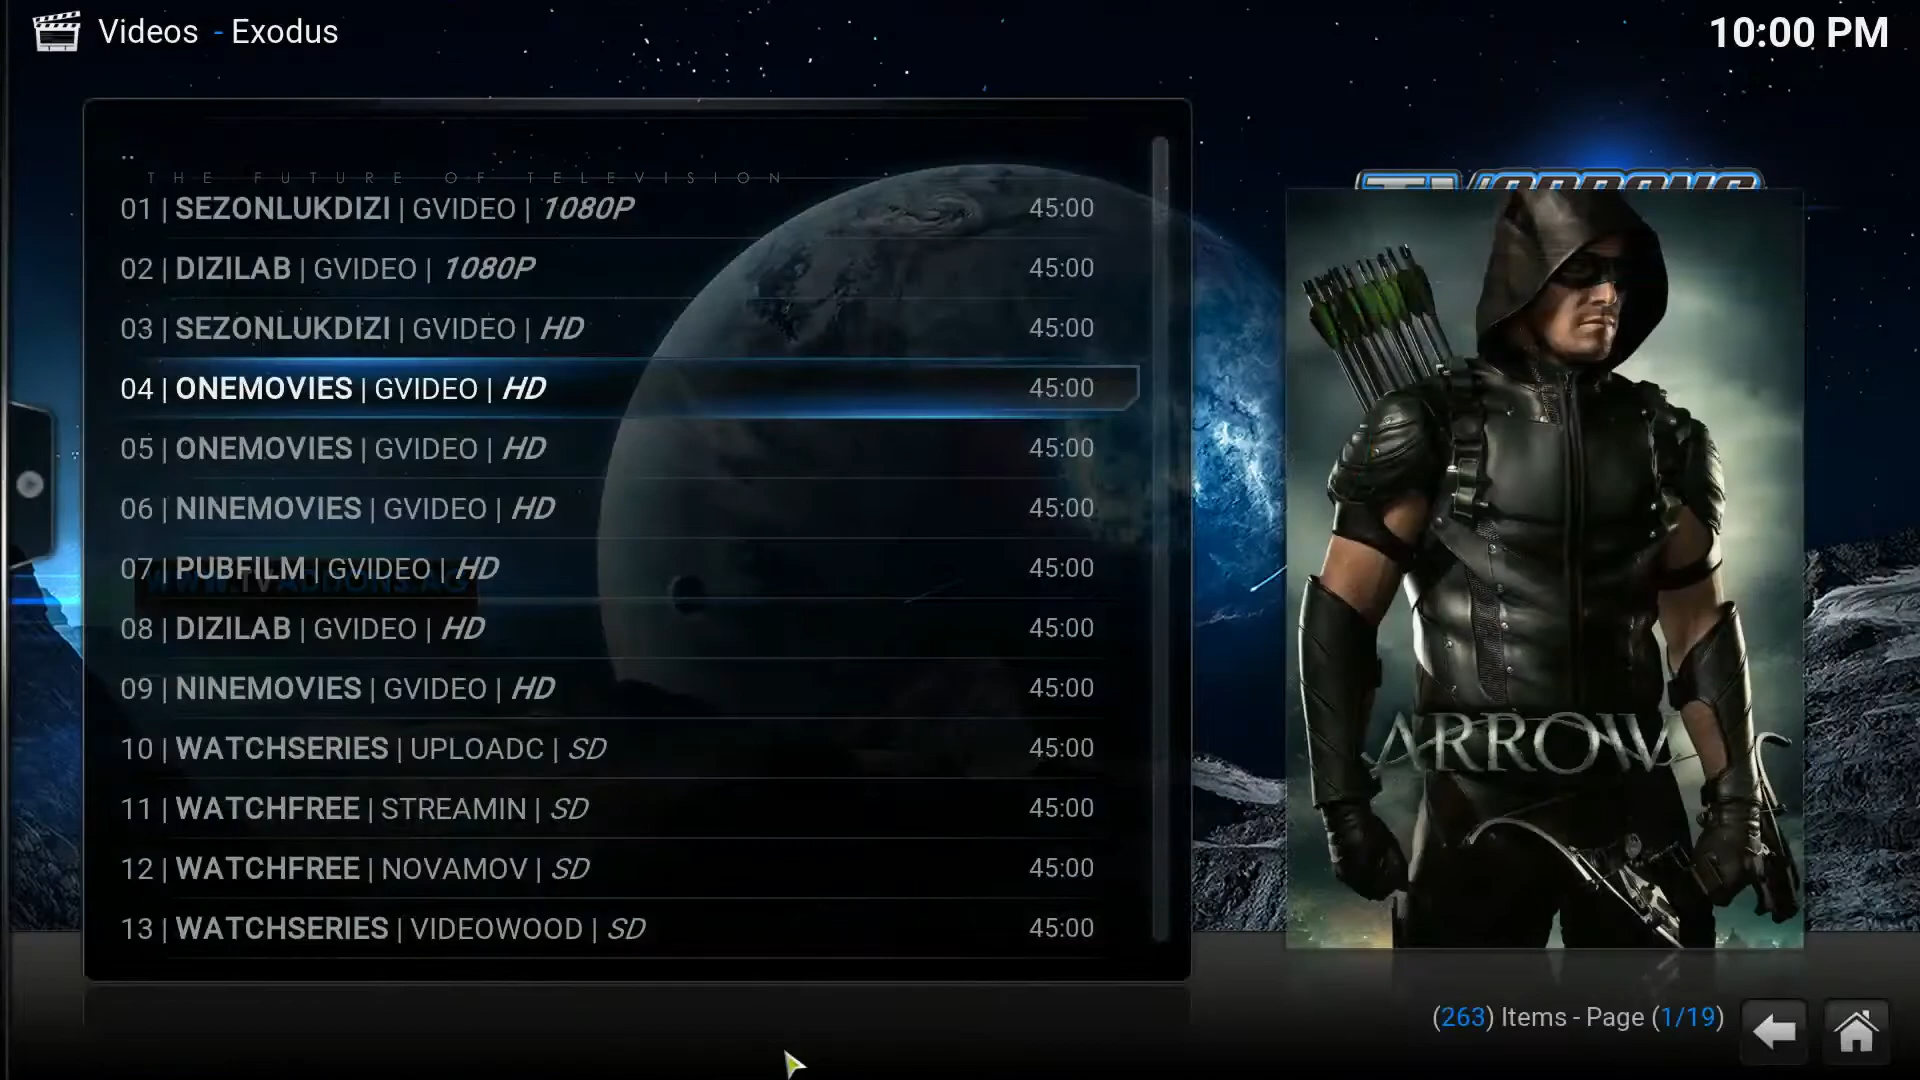 Videos - Exodus
10:00 PM
..
THE FUTURE OF TELEVISION
01 | SEZONLUKDIZI | GVIDEO | 1080P 45:00
02 | DIZILAB | GVIDEO | 1080P 45:00
03 | SEZONLUKDIZI | GVIDEO | HD 45:00
04 | ONEMOVIES | GVIDEO | HD 45:00
05 | ONEMOVIES | GVIDEO | HD 45:00
06 | NINEMOVIES | GVIDEO | HD 45:00
07 | PUBFILM | GVIDEO | HD 45:00
WWW.TVADDONS.AG
08 | DIZILAB | GVIDEO | HD 45:00
09 | NINEMOVIES | GVIDEO | HD 45:00
10 | WATCHSERIES | UPLOADC | SD 45:00
11 | WATCHFREE | STREAMIN | SD 45:00
12 | WATCHFREE | NOVAMOV | SD 45:00
13 | WATCHSERIES | VIDEOWOOD | SD 45:00
ARROW
(263) Items - Page (1/19)